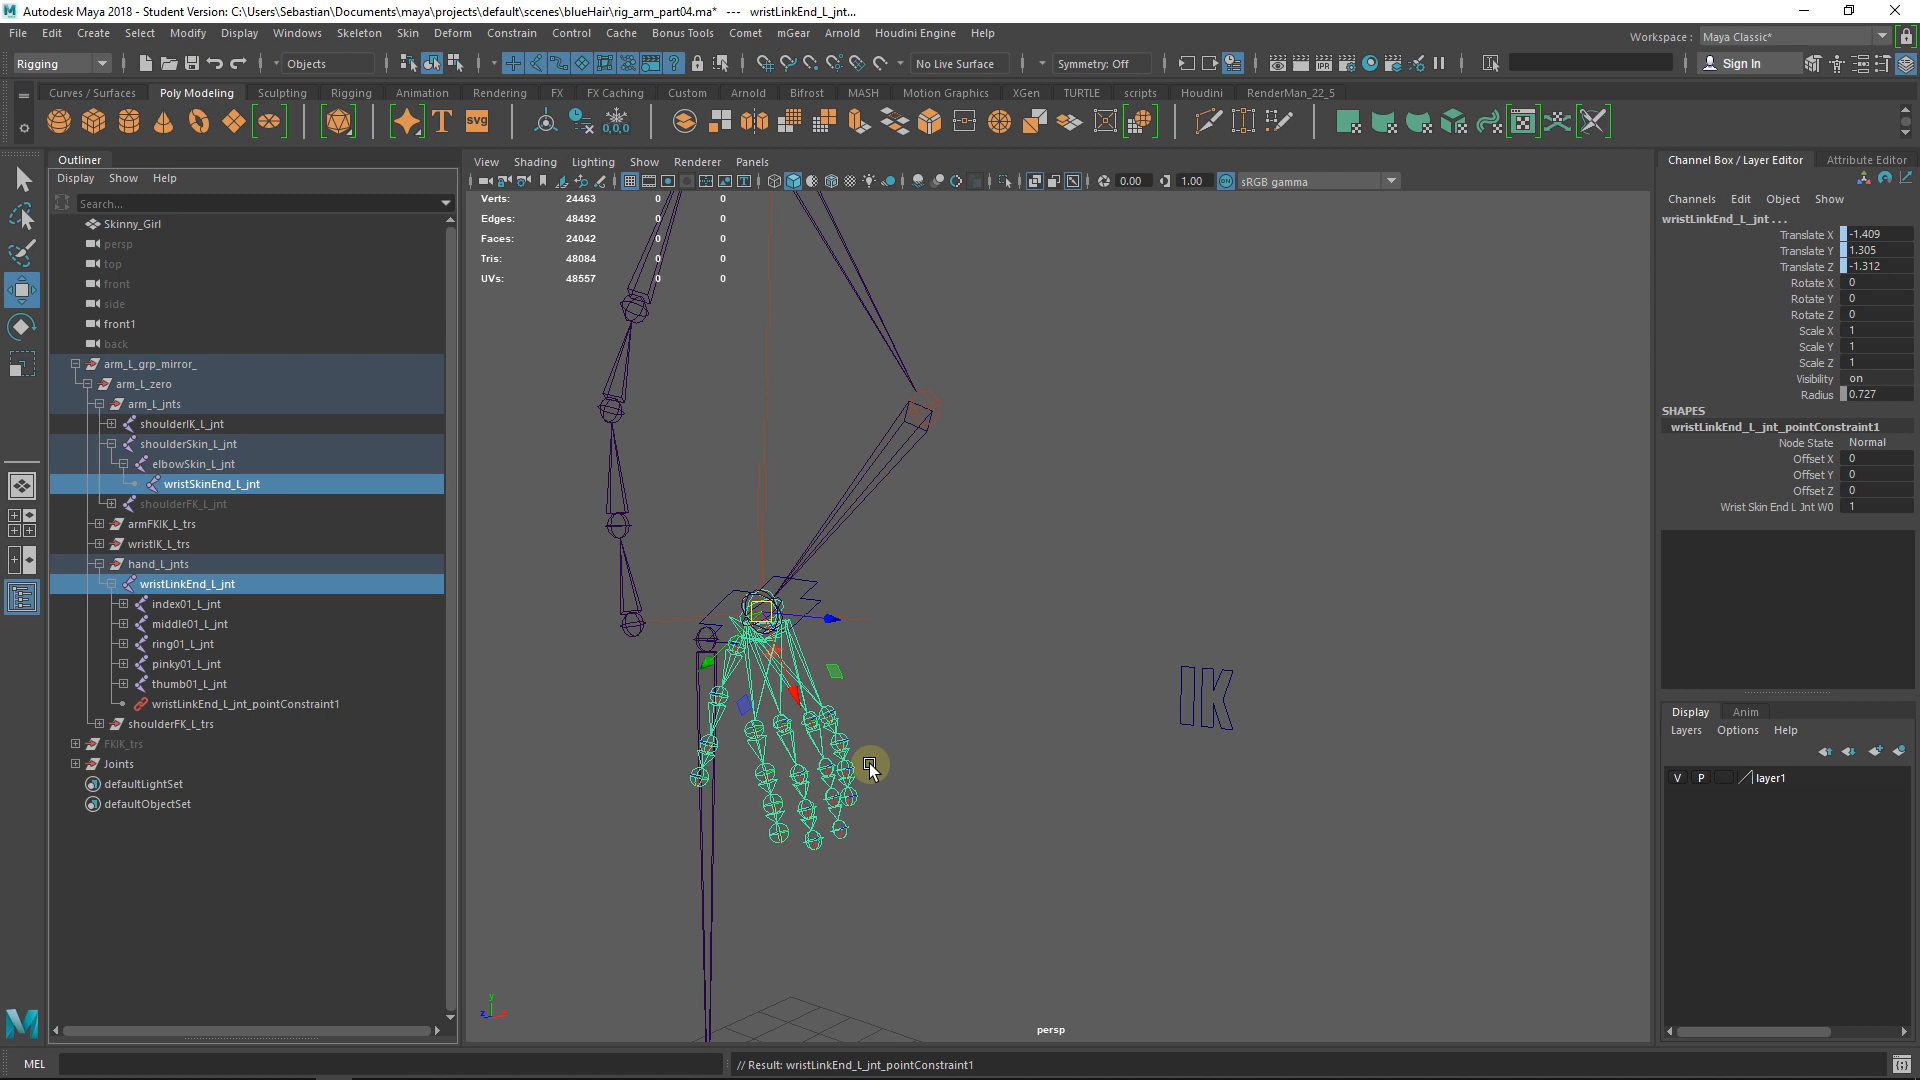 Autodesk Maya 2018 - Student Version: C:\Users\Sebastian\Documents\maya\projects\default\scenes\blueHair\rig_arm_part04.ma*   ---   wristLinkEnd_L_jnt...
File Edit Create Select Modify Display Windows Skeleton Skin Deform Constrain Control Cache Bonus Tools Comet mGear Arnold Houdini Engine Help
Workspace : Maya Classic*
Rigging Objects No Live Surface Symmetry: Off Sign In
Curves / Surfaces Poly Modeling Sculpting Rigging Animation Rendering FX FX Caching Custom Arnold Bifrost MASH Motion Graphics XGen TURTLE scripts Houdini RenderMan_22_5
T svg 0,0,0
Outliner
Display Show Help
Search...
Skinny_Girl
persp
top
front
side
front1
back
arm_L_grp_mirror_
arm_L_zero
arm_L_jnts
shoulderIK_L_jnt
shoulderSkin_L_jnt
elbowSkin_L_jnt
wristSkinEnd_L_jnt
shoulderFK_L_jnt
armFKIK_L_trs
wristIK_L_trs
hand_L_jnts
wristLinkEnd_L_jnt
index01_L_jnt
middle01_L_jnt
ring01_L_jnt
pinky01_L_jnt
thumb01_L_jnt
wristLinkEnd_L_jnt_pointConstraint1
shoulderFK_L_trs
FKIK_trs
Joints
defaultLightSet
defaultObjectSet
View Shading Lighting Show Renderer Panels
0.00 1.00 sRGB gamma
Verts: 24463 0 0
Edges: 48492 0 0
Faces: 24042 0 0
Tris: 48084 0 0
UVs: 48557 0 0
IK
y
z
persp
Channel Box / Layer Editor Attribute Editor
Channels Edit Object Show
wristLinkEnd_L_jnt . . .
Translate X -1.409
Translate Y 1.305
Translate Z -1.312
Rotate X 0
Rotate Y 0
Rotate Z 0
Scale X 1
Scale Y 1
Scale Z 1
Visibility on
Radius 0.727
SHAPES
wristLinkEnd_L_jnt_pointConstraint1
Node State Normal
Offset X 0
Offset Y 0
Offset Z 0
Wrist Skin End L Jnt W0 1
Display Anim
Layers Options Help
V P layer1
MEL
// Result: wristLinkEnd_L_jnt_pointConstraint1